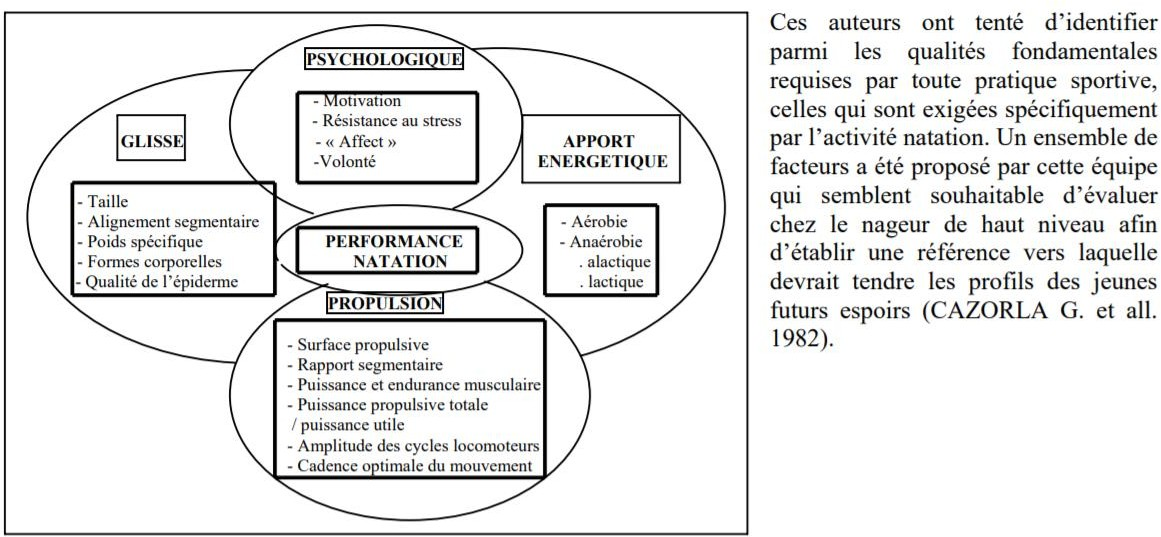 PSYCHOLOGIQUE
- Motivation
- Résistance au stress
- « Affect »
-Volonté
GLISSE
- Taille
- Alignement segmentaire
- Poids spécifique
- Formes corporelles
- Qualité de l’épiderme
APPORT
ENERGETIQUE
- Aérobie
- Anaérobie
. alactique
. lactique
PERFORMANCE
NATATION
PROPULSION
- Surface propulsive
- Rapport segmentaire
- Puissance et endurance musculaire
- Puissance propulsive totale
/ puissance utile
- Amplitude des cycles locomoteurs
- Cadence optimale du mouvement
Ces auteurs ont tenté d’identifier
parmi les qualités fondamentales
requises par toute pratique sportive,
celles qui sont exigées spécifiquement
par l’activité natation. Un ensemble de
facteurs a été proposé par cette équipe
qui semblent souhaitable d’évaluer
chez le nageur de haut niveau afin
d’établir une référence vers laquelle
devrait tendre les profils des jeunes
futurs espoirs (CAZORLA G. et all.
1982).